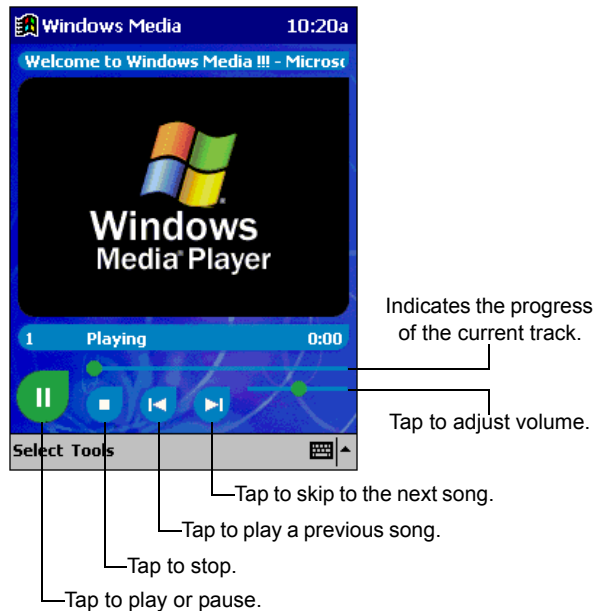 Windows Media 10:20a
Welcome to Windows Media !!! - Microsc
Windows
Media Player
Indicates the progress
of the current track.
1 Playing 0:00
Tap to adjust volume.
Select Tools
Tap to skip to the next song.
Tap to play a previous song.
Tap to stop.
Tap to play or pause.